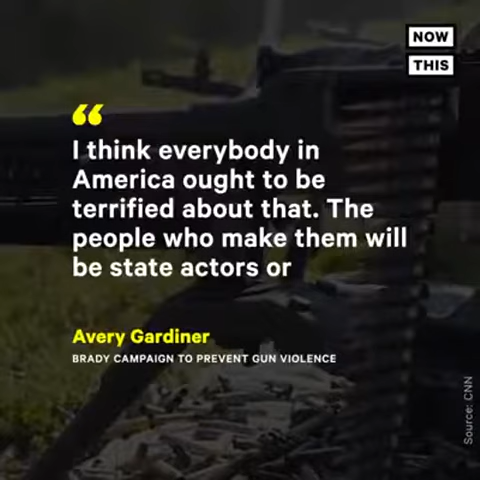 NOW
THIS
“
I think everybody in
America ought to be
terrified about that. The
people who make them will
be state actors or
Avery Gardiner
BRADY CAMPAIGN TO PREVENT GUN VIOLENCE
Source: CNN